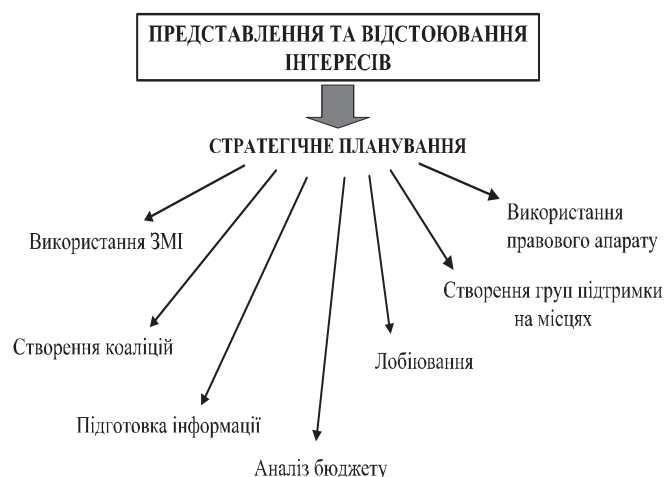 ПРЕДСТАВЛЕННЯ ТА ВІДСТОЮВАННЯ
ІНТЕРЕСІВ
СТРАТЕГІЧНЕ ПЛАНУВАННЯ
Використання ЗМІ
Створення коаліцій
Підготовка інформації
Аналіз бюджету
Лобіювання
Створення груп підтримки
на місцях
Використання
правового апарату